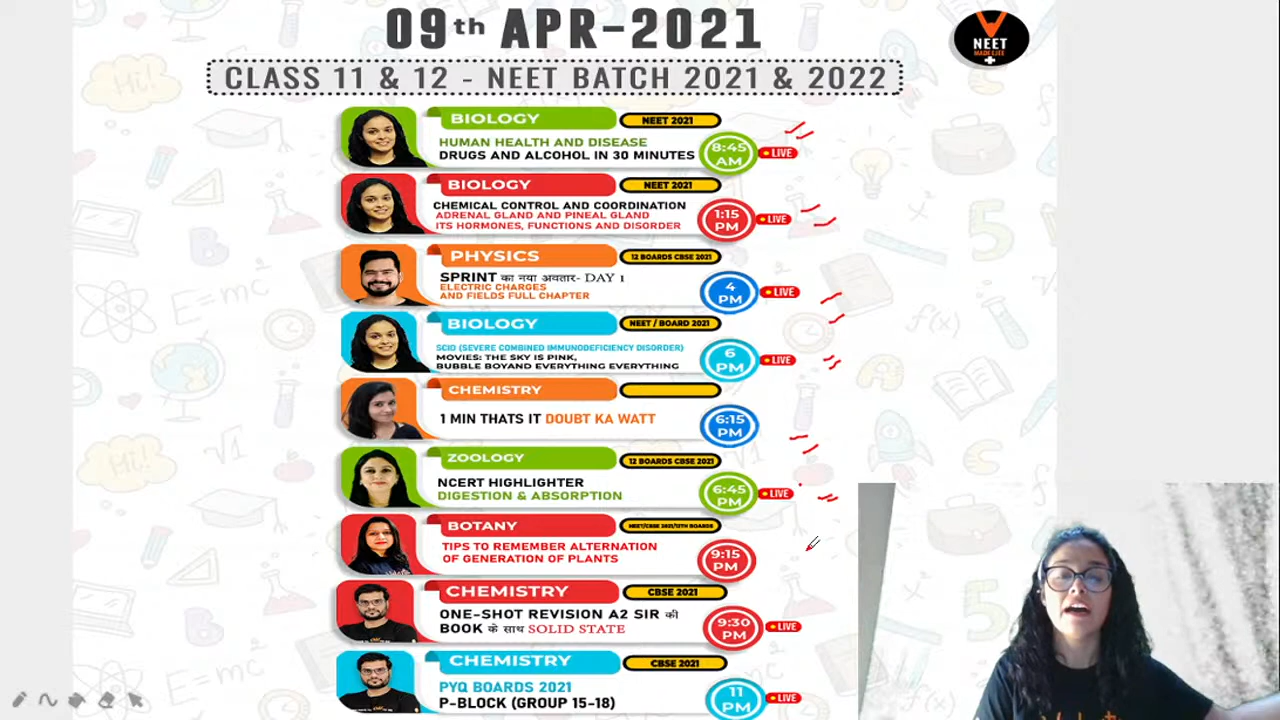 09th APR-2021
NEET
MADE EJEE
CLASS 11 & 12 - NEET BATCH 2021 & 2022
BIOLOGY
NEET 2021
HUMAN HEALTH AND DISEASE
DRUGS AND ALCOHOL IN 30 MINUTES
8:45
AM
LIVE
BIOLOGY
NEET 2021
CHEMICAL CONTROL AND COORDINATION
ADRENAL GLAND AND PINEAL GLAND
ITS HORMONES, FUNCTIONS AND DISORDER
1:15
PM
LIVE
PHYSICS
12 BOARDS CBSE 2021
SPRINT का नया अवतार- DAY 1
ELECTRIC CHARGES
AND FIELDS FULL CHAPTER
4
PM
LIVE
BIOLOGY
NEET / BOARD 2021
SCID (SEVERE COMBINED IMMUNODEFICIENCY DISORDER)
MOVIES: THE SKY IS PINK,
BUBBLE BOYAND EVERYTHING EVERYTHING
6
PM
LIVE
CHEMISTRY
1 MIN THATS IT DOUBT KA WATT
6:15
PM
ZOOLOGY
12 BOARDS CBSE 2021
NCERT HIGHLIGHTER
DIGESTION & ABSORPTION
6:45
PM
LIVE
BOTANY
NEET/CBSE 2021/12TH BOARDS
TIPS TO REMEMBER ALTERNATION
OF GENERATION OF PLANTS
9:15
PM
CHEMISTRY
CBSE 2021
ONE-SHOT REVISION A2 SIR की
BOOK के साथ SOLID STATE
9:30
PM
LIVE
CHEMISTRY
CBSE 2021
PYQ BOARDS 2021
P-BLOCK (GROUP 15-18)
11
PM
LIVE